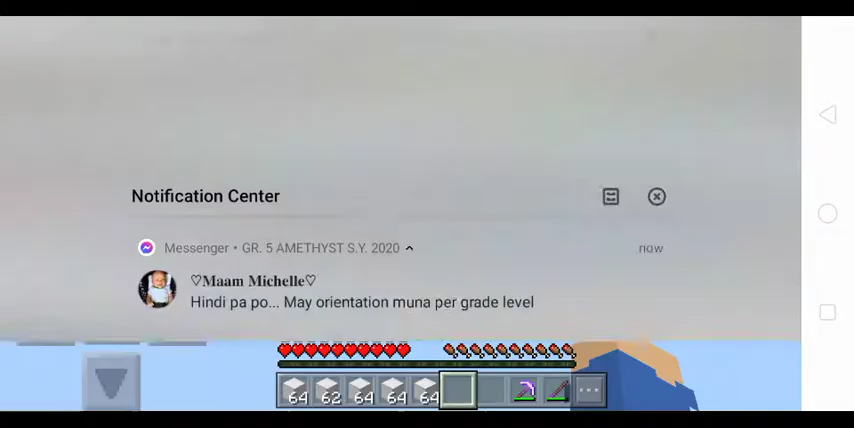 Notification Center
Messenger • GR. 5 AMETHYST S.Y. 2020
now
♡Maam Michelle♡
Hindi pa po... May orientation muna per grade level
64 62 64 64 64